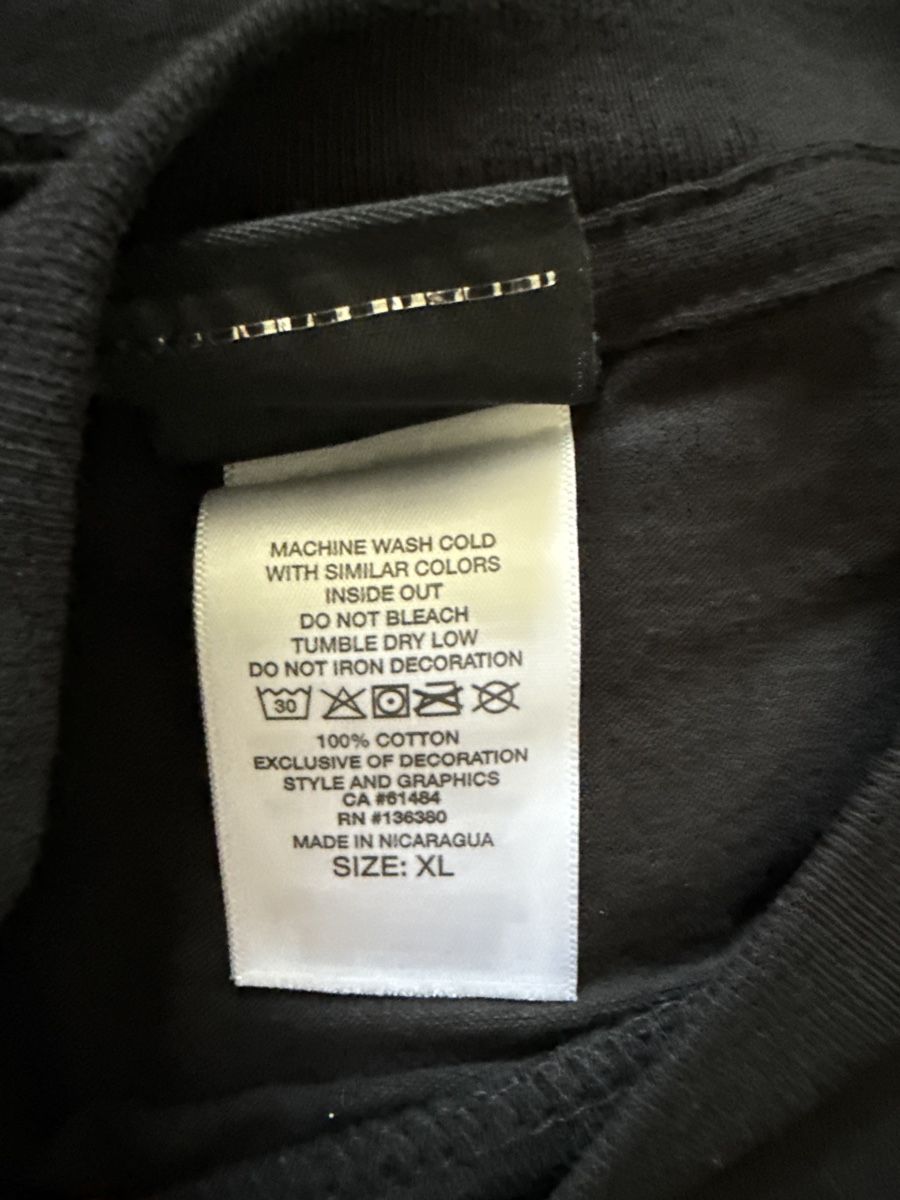 MACHINE WASH COLD
WITH SIMILAR COLORS
INSIDE OUT
DO NOT BLEACH
TUMBLE DRY LOW
DO NOT IRON DECORATION
30
100% COTTON
EXCLUSIVE OF DECORATION
STYLE AND GRAPHICS
CA #61484
RN #136380
MADE IN NICARAGUA
SIZE: XL